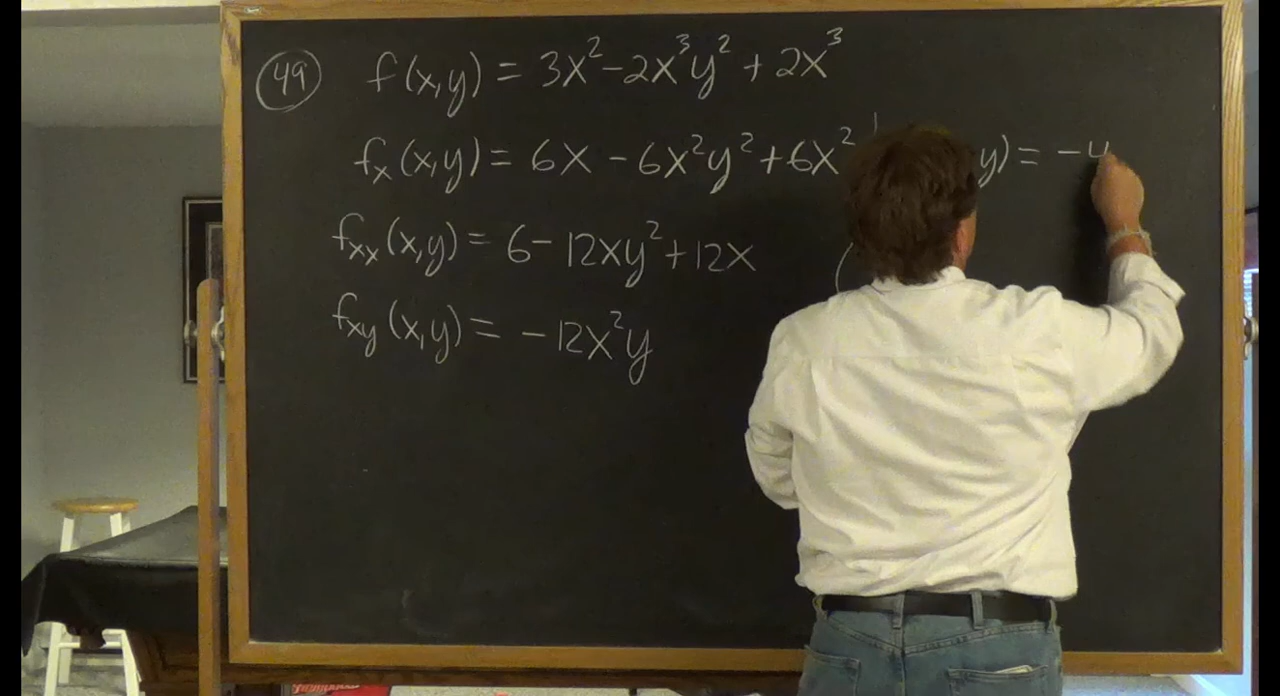 49 f(x,y) = 3x² - 2x³y² + 2x³
fx(x,y) = 6x - 6x²y² + 6x² y) = -4
fxx(x,y) = 6 - 12xy² + 12x (
fxy(x,y) = -12x²y